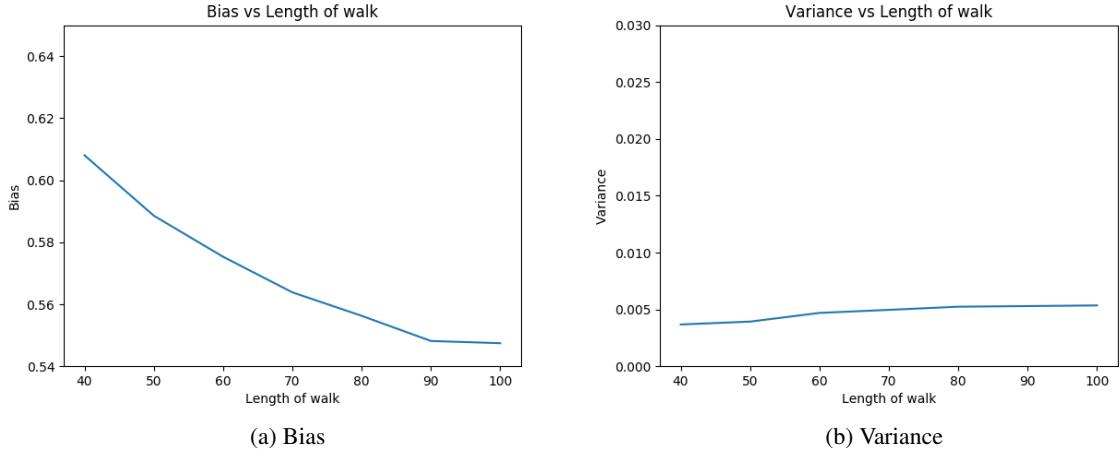 Bias vs Length of walk
0.64
0.62
0.60
0.58
0.56
0.54
Bias
40 50 60 70 80 90 100
Length of walk
(a) Bias
Variance vs Length of walk
0.030
0.025
0.020
0.015
0.010
0.005
0.000
Variance
40 50 60 70 80 90 100
Length of walk
(b) Variance